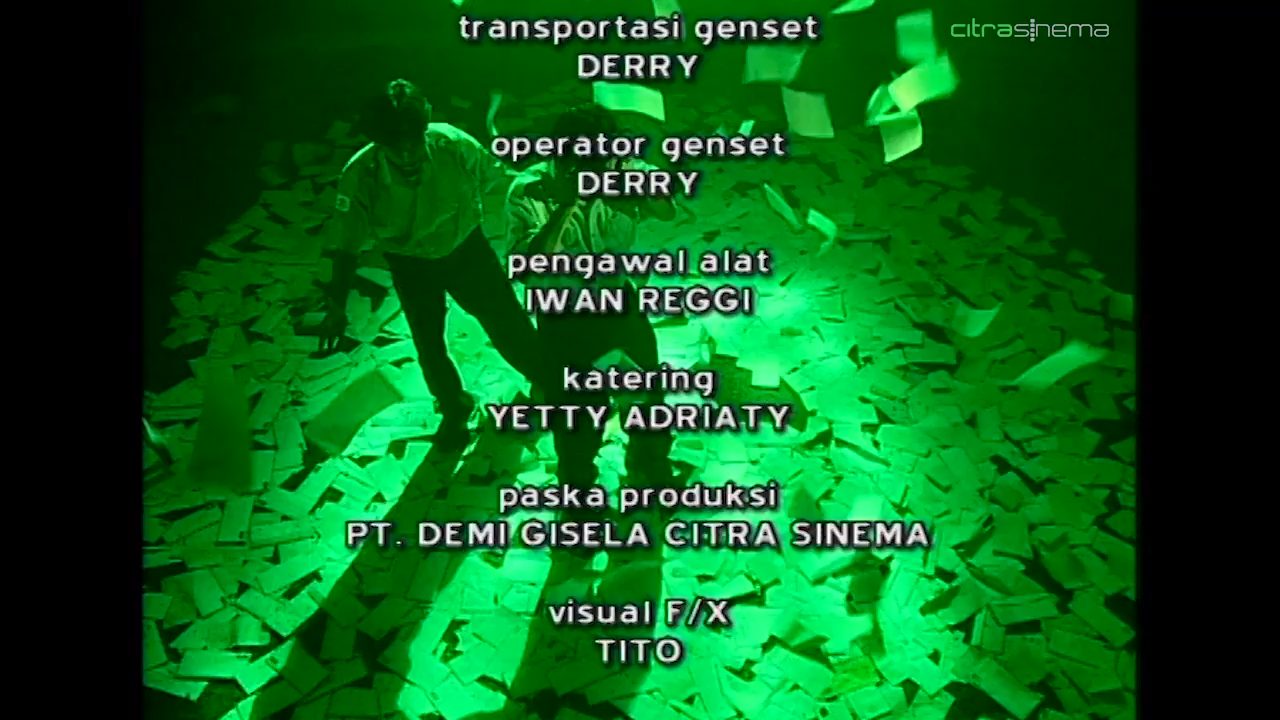 transportasi genset
citrasinema
DERRY
operator genset
DERRY
pengawal alat
IWAN REGGI
katering
YETTY ADRIATY
paska produksi
PT. DEMI GISELA CITRA SINEMA
visual F/X
TITO